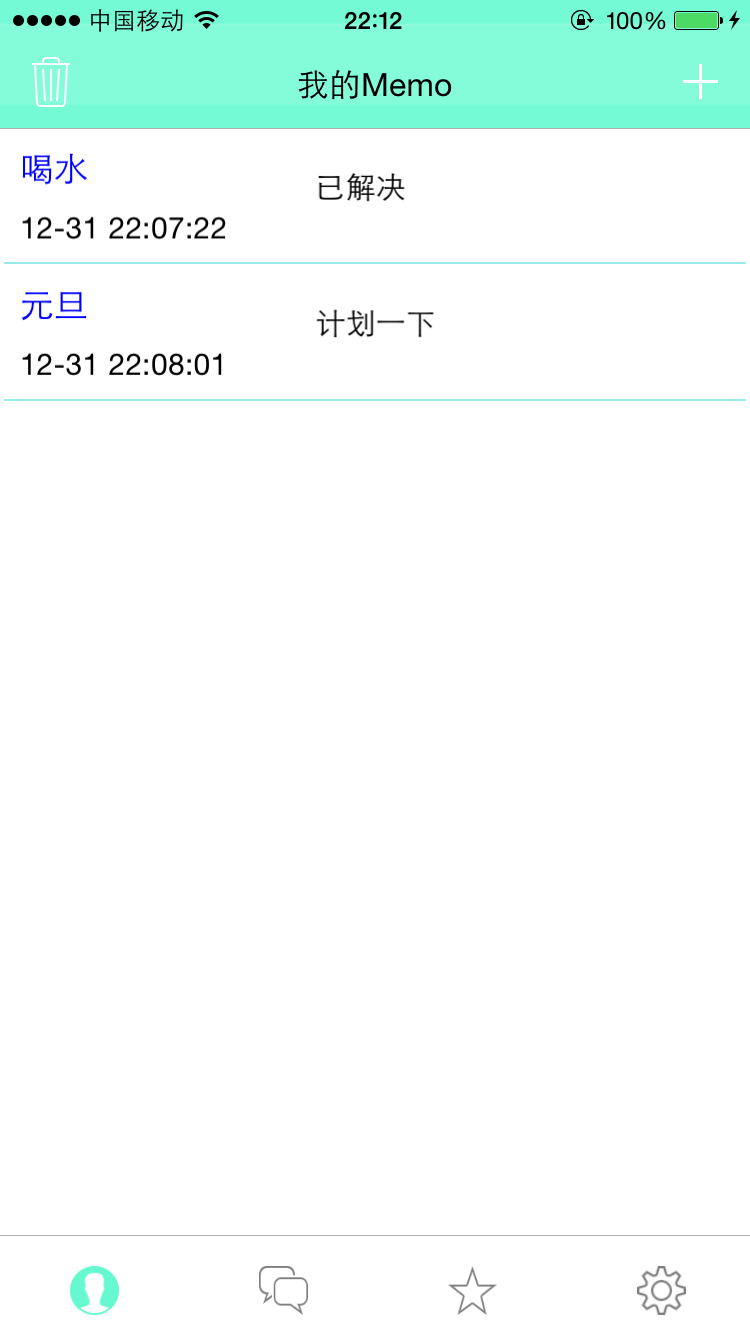 中国移动 22:12 100%
我的Memo
喝水
已解决
12-31 22:07:22
元旦
计划一下
12-31 22:08:01